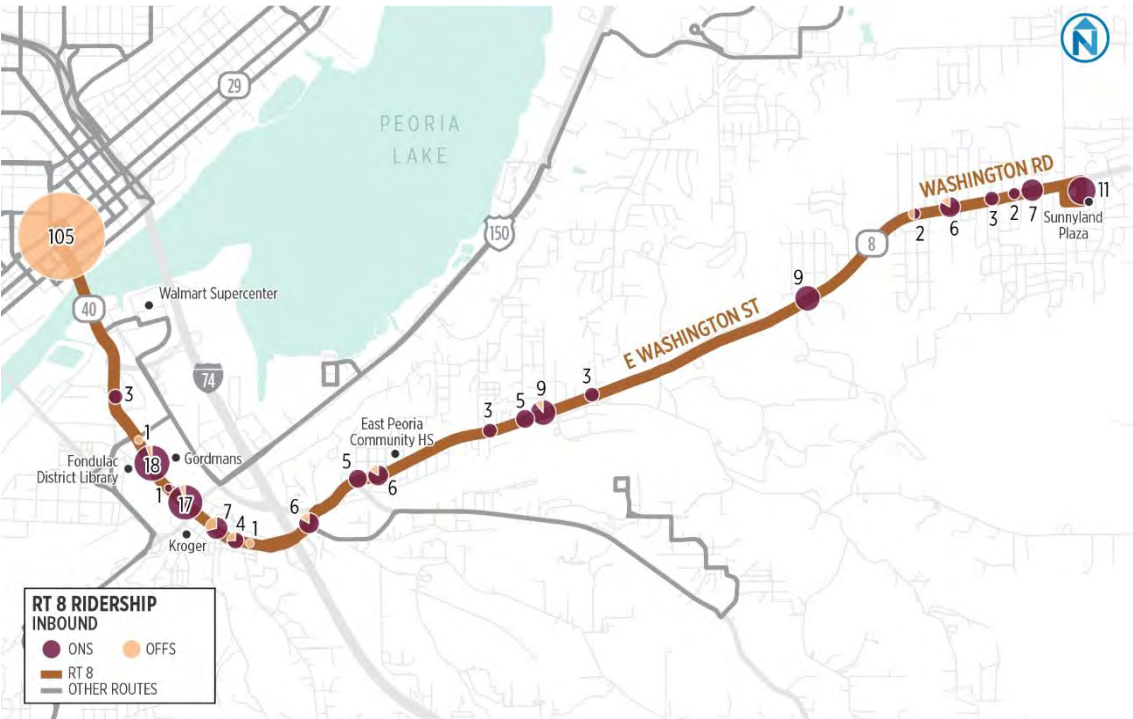 N
29
PEORIA
LAKE
150
WASHINGTON RD
11
2
6
3
2
7
Sunnyland
Plaza
8
105
9
Walmart Supercenter
40
E WASHINGTON ST
74
3
3
9
5
3
East Peoria
Community HS
1
18
Gordmans
Fondulac
District Library
5
6
1
17
7
4
1
6
Kroger
RT 8 RIDERSHIP
INBOUND
ONS OFFS
RT 8
OTHER ROUTES